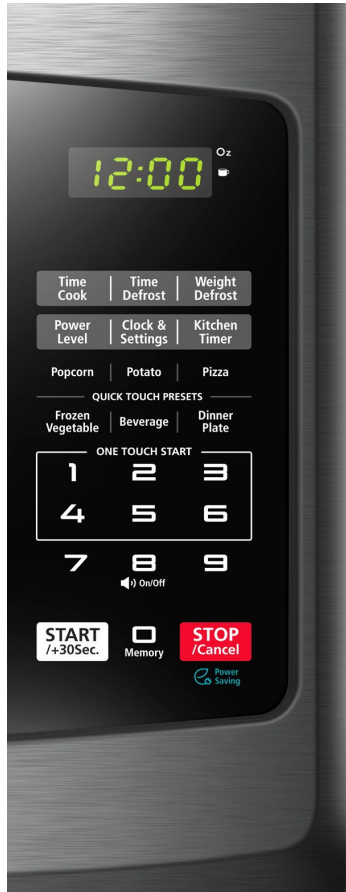 12:00
Oz
Time Cook
Time Defrost
Weight Defrost
Power Level
Clock & Settings
Kitchen Timer
Popcorn
Potato
Pizza
QUICK TOUCH PRESETS
Frozen Vegetable
Beverage
Dinner Plate
ONE TOUCH START
1 2 3
4 5 6
7 8 9
On/Off
START /+30Sec.
0 Memory
STOP /Cancel
Power Saving